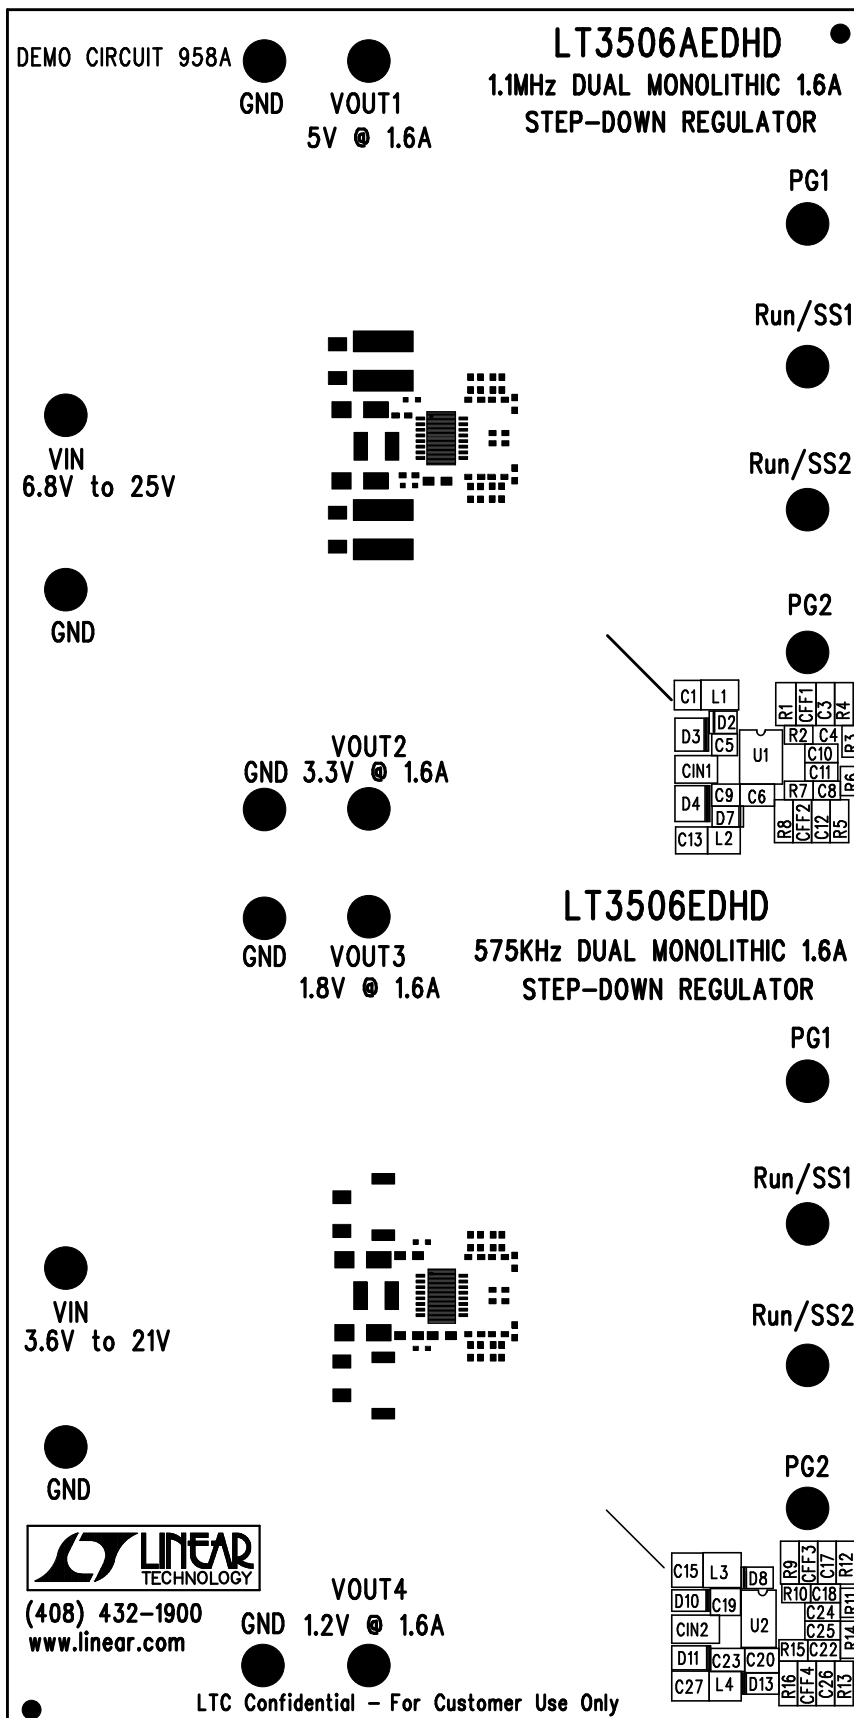 DEMO CIRCUIT 958A
GND
VOUT1
5V @ 1.6A
LT3506AEDHD
1.1MHz DUAL MONOLITHIC 1.6A
STEP-DOWN REGULATOR
PG1
Run/SS1
VIN
6.8V to 25V
Run/SS2
GND
PG2
C1 L1
D2
D3
C5
CIN1
U1
C9 C6
D4
D7
C13 L2
R1 CFF1 C3 R4
R2 C4 R3
C10
C11
R6
R7 C8
R8 CFF2 C12 R5
VOUT2
GND 3.3V @ 1.6A
GND
VOUT3
1.8V @ 1.6A
LT3506EDHD
575KHz DUAL MONOLITHIC 1.6A
STEP-DOWN REGULATOR
PG1
Run/SS1
VIN
3.6V to 21V
Run/SS2
GND
PG2
C15 L3 D8
D10 C19
CIN2
U2
D11 C23 C20
C27 L4 D13
R9 CFF3 C17 R12
R10 C18 R11
C24
C25
R14
R15 C22
R16 CFF4 C26 R13
LINEAR
TECHNOLOGY
(408) 432-1900
www.linear.com
VOUT4
GND 1.2V @ 1.6A
LTC Confidential - For Customer Use Only